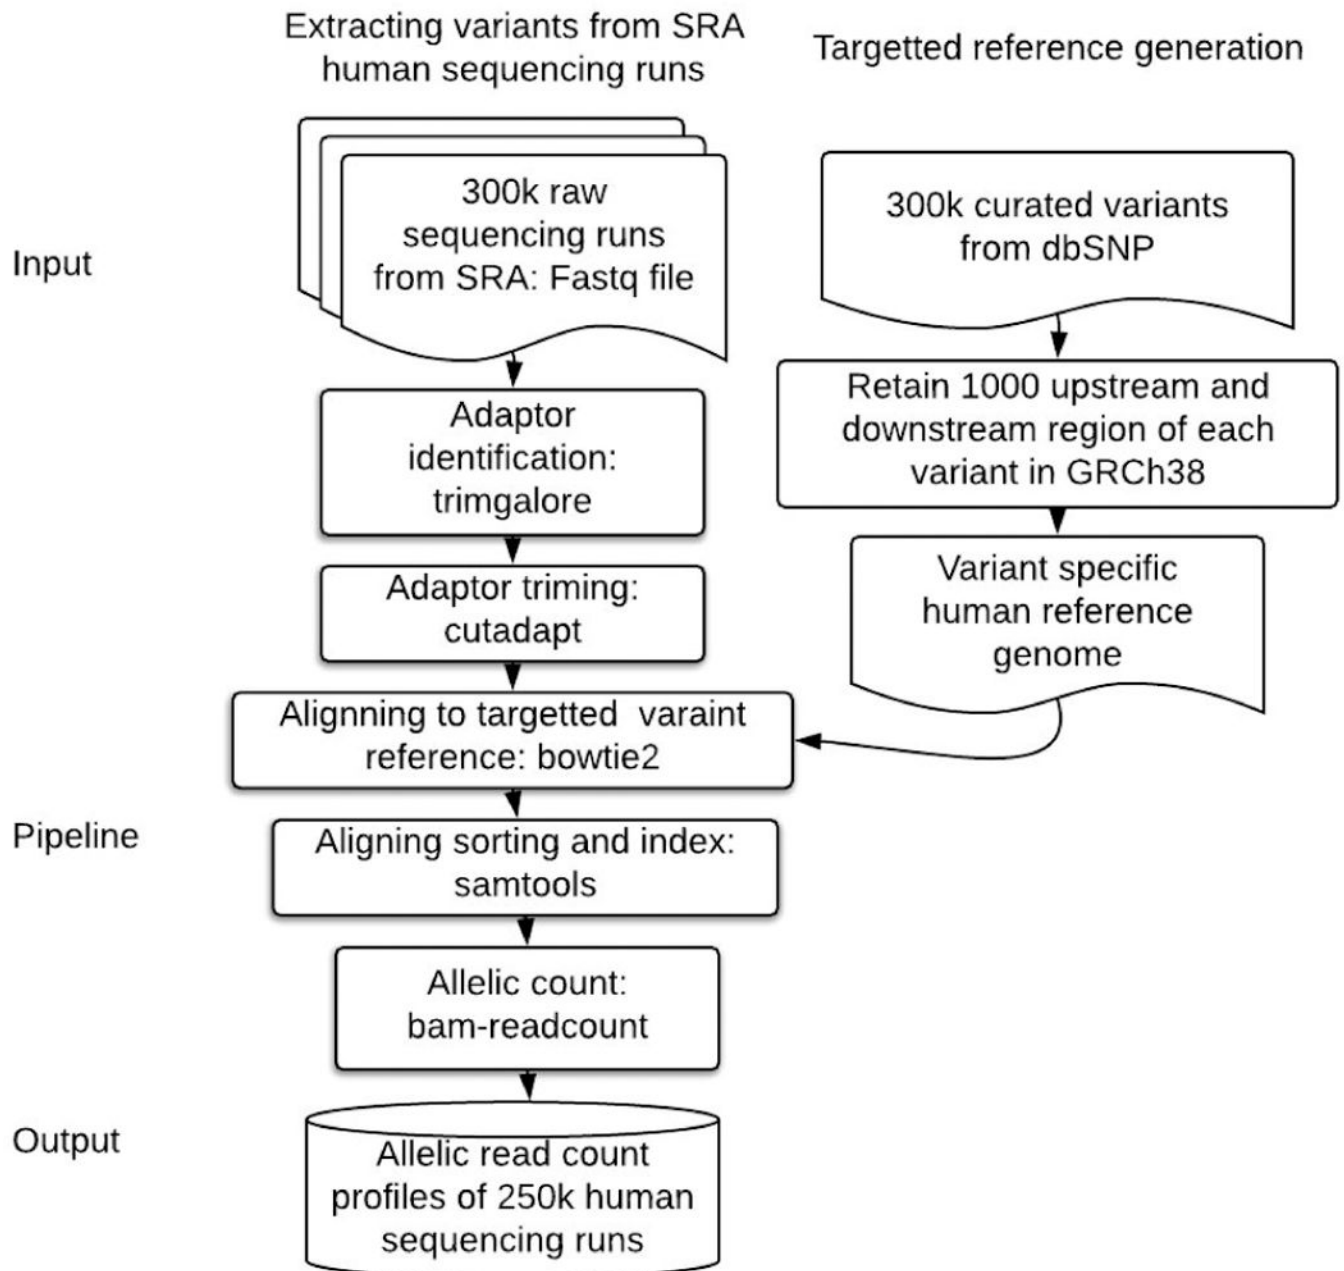 Extracting variants from SRA
human sequencing runs
Targetted reference generation
Input
300k raw
sequencing runs
from SRA: Fastq file
300k curated variants
from dbSNP
Adaptor
identification:
trimgalore
Retain 1000 upstream and
downstream region of each
variant in GRCh38
Adaptor triming:
cutadapt
Variant specific
human reference
genome
Alignning to targetted varaint
reference: bowtie2
Pipeline
Aligning sorting and index:
samtools
Allelic count:
bam-readcount
Output
Allelic read count
profiles of 250k human
sequencing runs